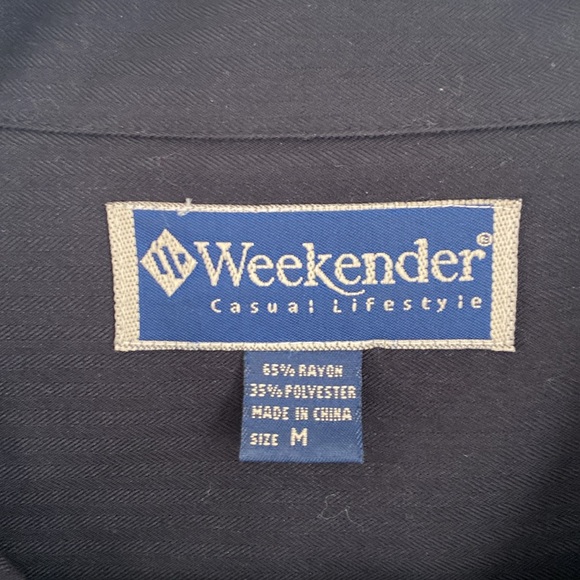 Weekender®
Casual Lifestyle
65% RAYON
35% POLYESTER
MADE IN CHINA
SIZE M